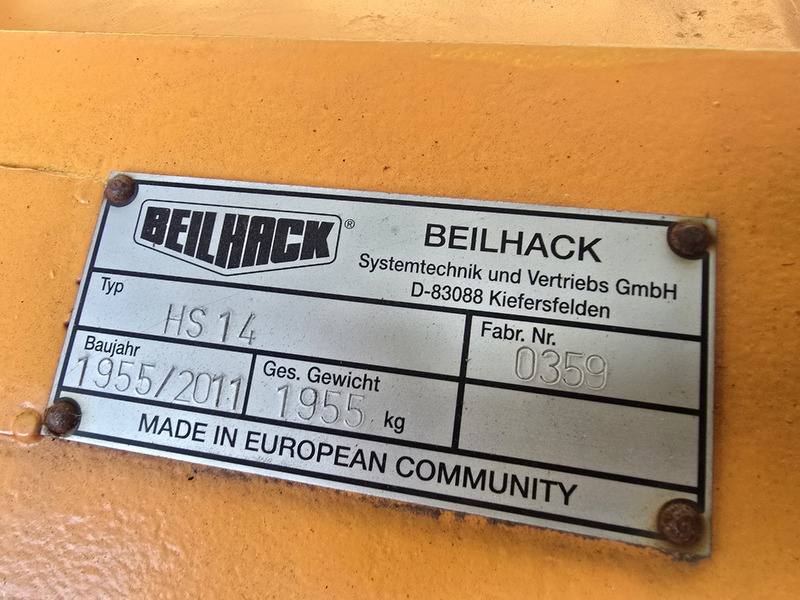 BEILHACK®
BEILHACK
Systemtechnik und Vertriebs GmbH
D-83088 Kiefersfelden
Typ
HS 14
Fabr. Nr.
0359
Baujahr
1955/2011
Ges. Gewicht
1955 kg
MADE IN EUROPEAN COMMUNITY